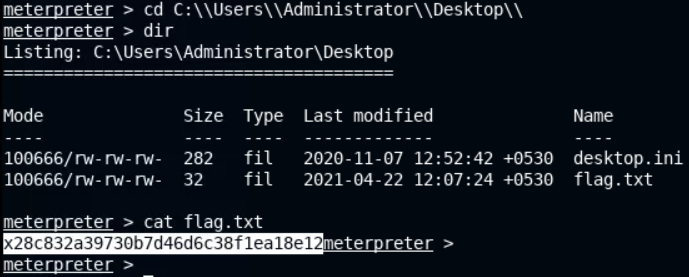 meterpreter > cd C:\\Users\\Administrator\\Desktop\\
meterpreter > dir
Listing: C:\Users\Administrator\Desktop
=======================================
Mode              Size  Type  Last modified              Name
----              ----  ----  -------------              ----
100666/rw-rw-rw-  282   fil   2020-11-07 12:52:42 +0530  desktop.ini
100666/rw-rw-rw-  32    fil   2021-04-22 12:07:24 +0530  flag.txt
meterpreter > cat flag.txt
x28c832a39730b7d46d6c38f1ea18e12meterpreter >
meterpreter >